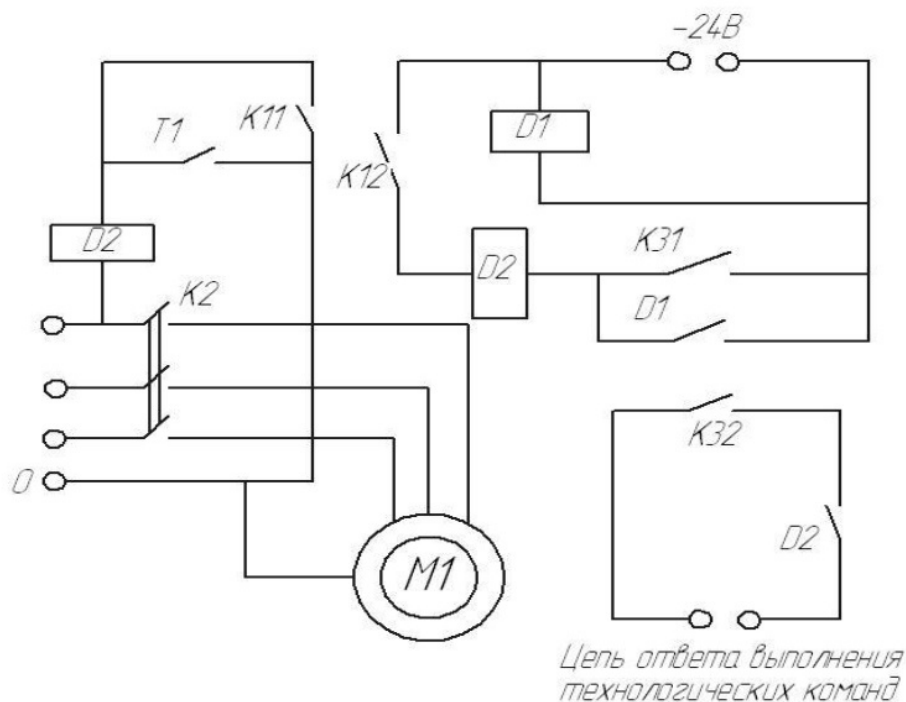 -24В
T1
K11
D1
K12
D2
D2
K31
K2
D1
K32
0
D2
M1
Цепь ответа выполнения
технологических команд